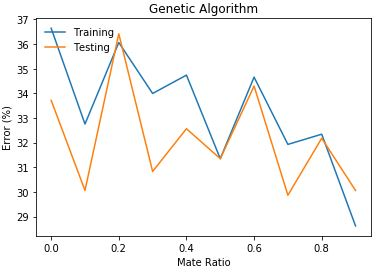 Genetic Algorithm
37
36
35
34
33
32
31
30
29
Error (%)
Training
Testing
0.0 0.2 0.4 0.6 0.8
Mate Ratio